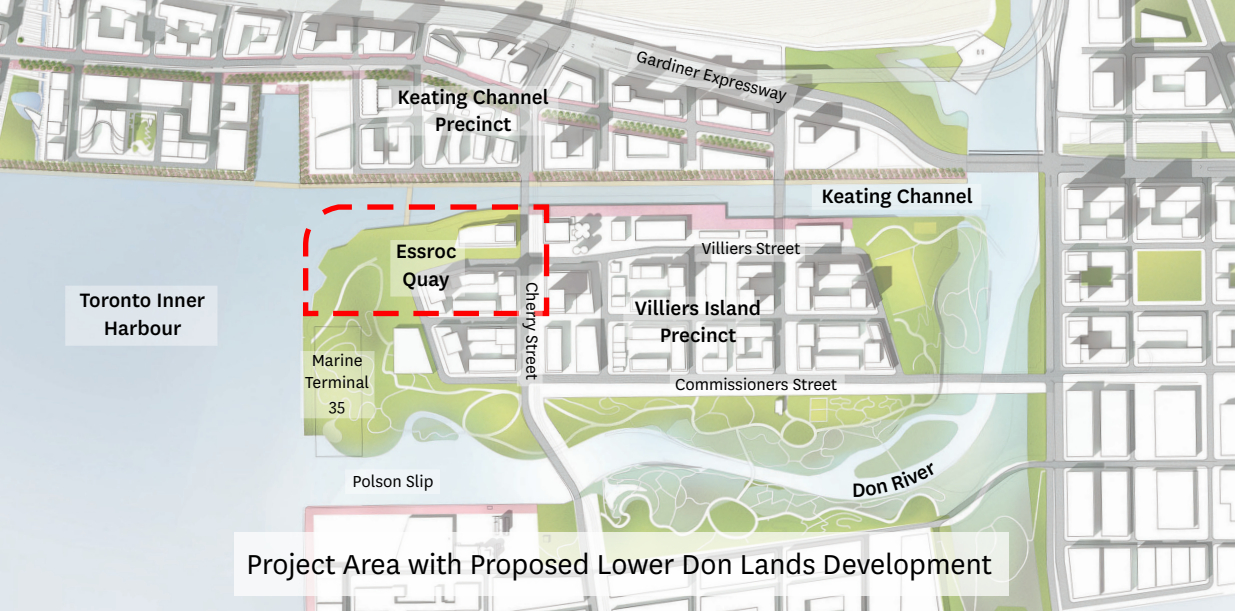 Gardiner Expressway
Keating Channel
Precinct
Keating Channel
Essroc
Quay
Villiers Street
Toronto Inner
Harbour
Cherry Street
Villiers Island
Precinct
Marine
Terminal
35
Commissioners Street
Polson Slip
Don River
Project Area with Proposed Lower Don Lands Development